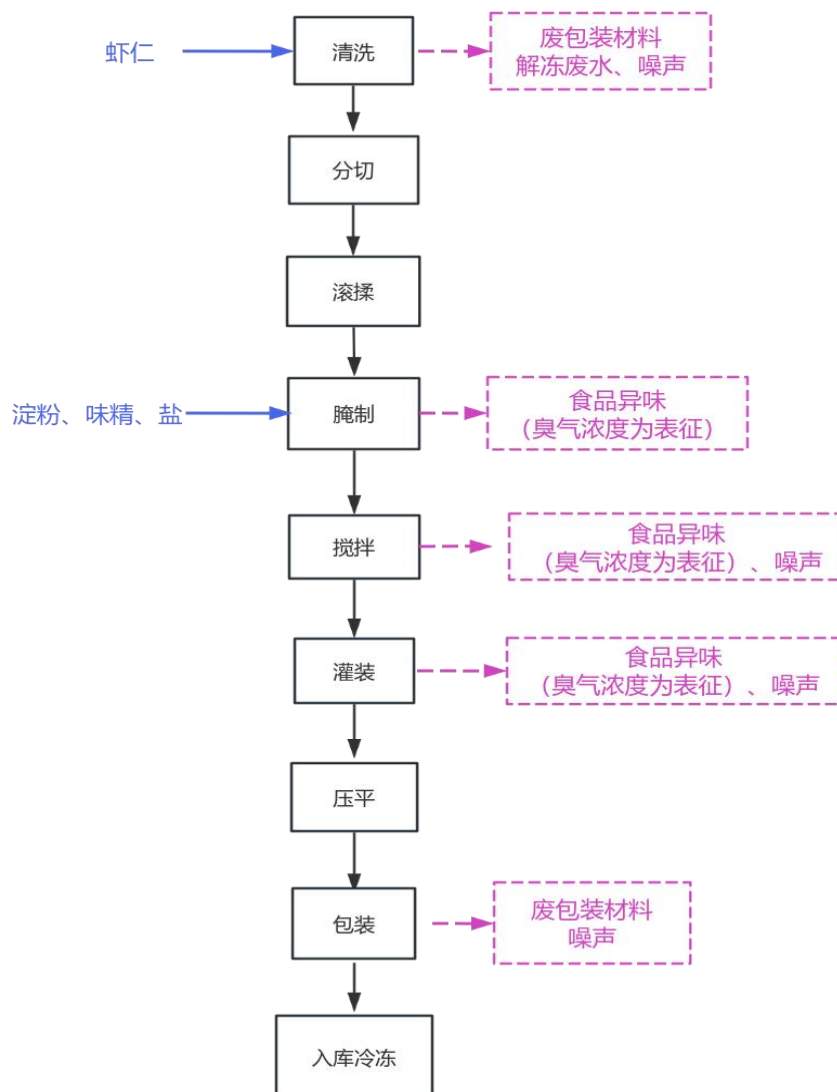 虾仁
清洗
废包装材料
解冻废水、噪声
分切
滚揉
淀粉、味精、盐
腌制
食品异味
（臭气浓度为表征）
搅拌
食品异味
（臭气浓度为表征）、噪声
灌装
食品异味
（臭气浓度为表征）、噪声
压平
包装
废包装材料
噪声
入库冷冻